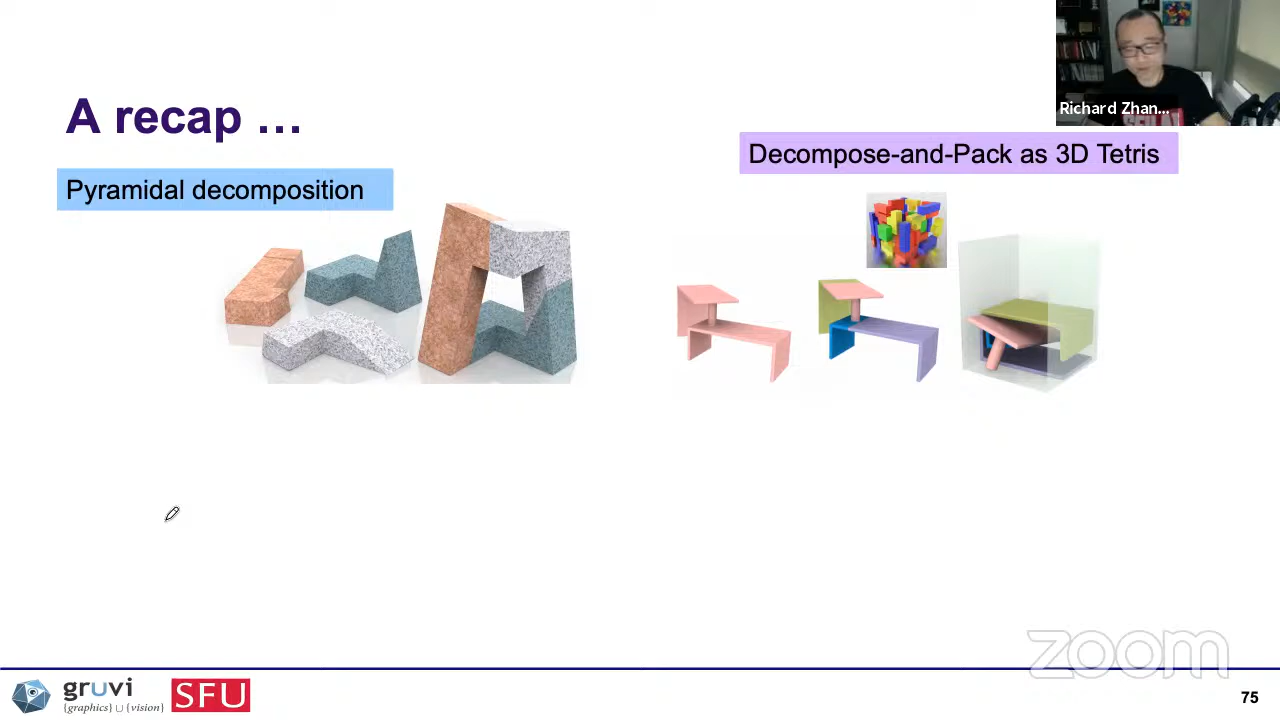 Richard Zhan...
A recap ...
Decompose-and-Pack as 3D Tetris
Pyramidal decomposition
zoom
gruvi
{graphics} ∪ {vision}
SFU
75